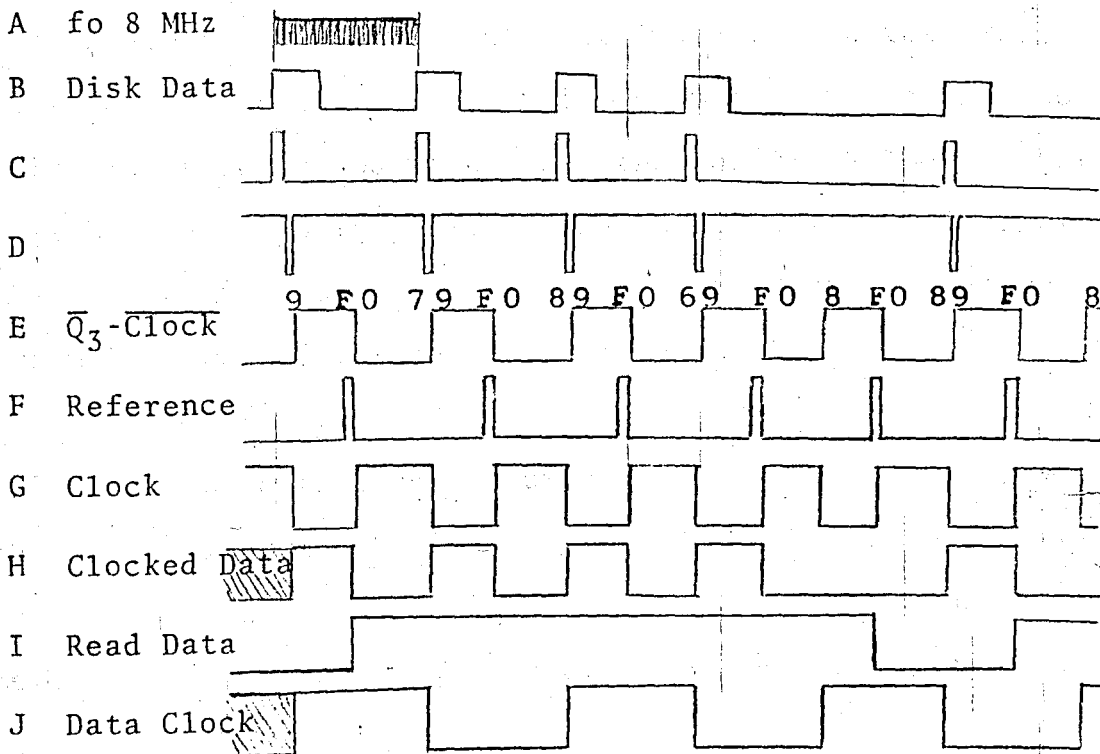 A fo 8 MHz
B Disk Data
C
D
9 F0 79 F0 89 F0 69 F0 8 F0 89 F0 8
E Q̅₃-C̅l̅o̅c̅k̅
F Reference
G Clock
H Clocked Data
I Read Data
J Data Clock